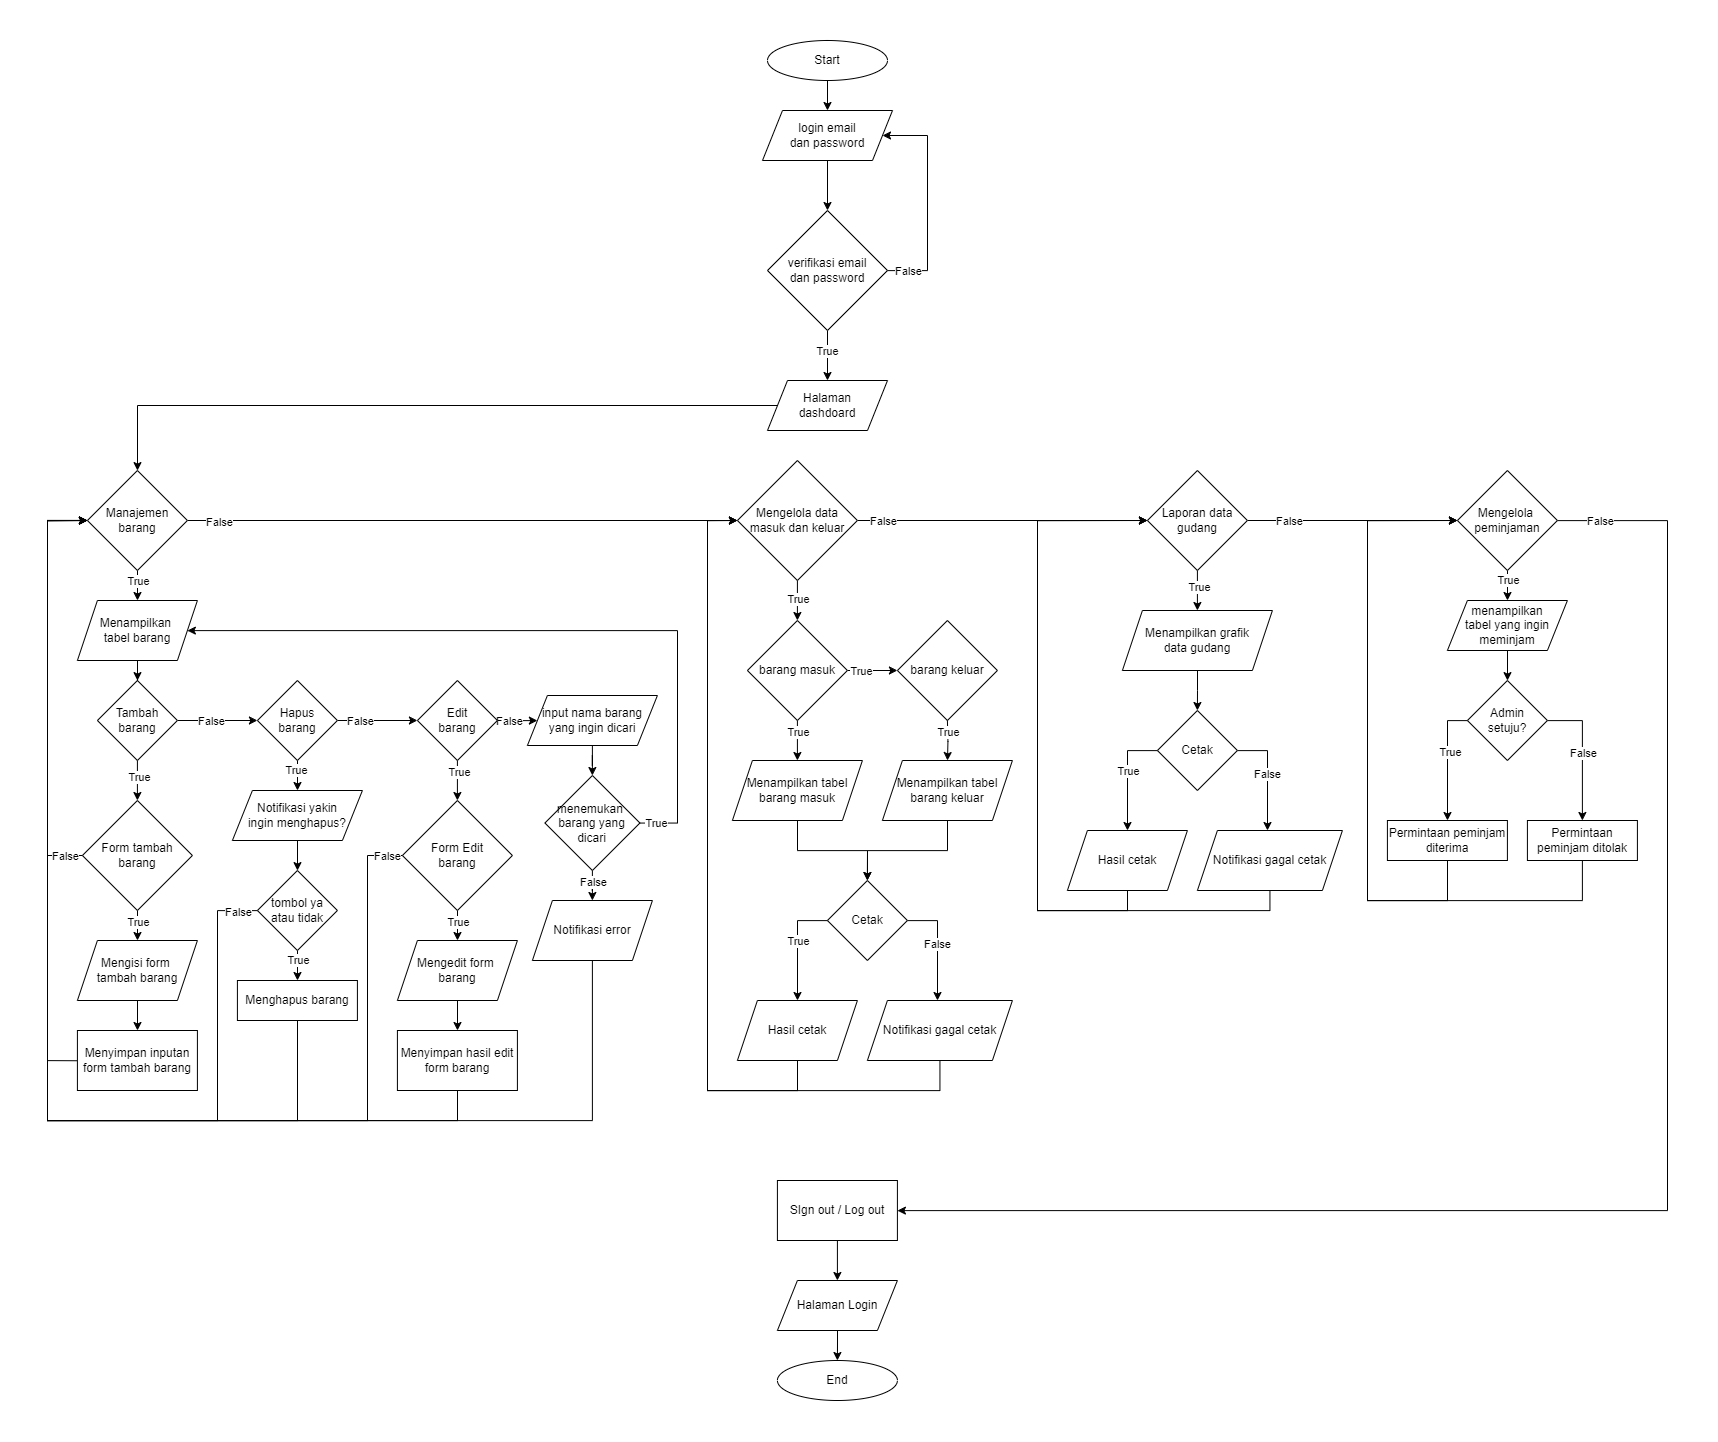 Start
login email
dan password
verifikasi email
dan password
False
True
Halaman
dashdoard
Manajemen
barang
False
True
Menampilkan
tabel barang
Tambah
barang
False
True
Hapus
barang
False
True
Edit
barang
False
True
input nama barang
yang ingin dicari
menemukan
barang yang
dicari
True
False
Notifikasi error
Form tambah
barang
False
True
Mengisi form
tambah barang
Menyimpan inputan
form tambah barang
Notifikasi yakin
ingin menghapus?
tombol ya
atau tidak
False
True
Menghapus barang
Form Edit
barang
False
True
Mengedit form
barang
Menyimpan hasil edit
form barang
Mengelola data
masuk dan keluar
False
True
barang masuk
True
True
barang keluar
True
Menampilkan tabel
barang masuk
Menampilkan tabel
barang keluar
Cetak
True
False
Hasil cetak
Notifikasi gagal cetak
Laporan data
gudang
False
True
Menampilkan grafik
data gudang
Cetak
True
False
Hasil cetak
Notifikasi gagal cetak
Mengelola
peminjaman
False
True
menampilkan
tabel yang ingin
meminjam
Admin
setuju?
True
False
Permintaan peminjam
diterima
Permintaan
peminjam ditolak
SIgn out / Log out
Halaman Login
End